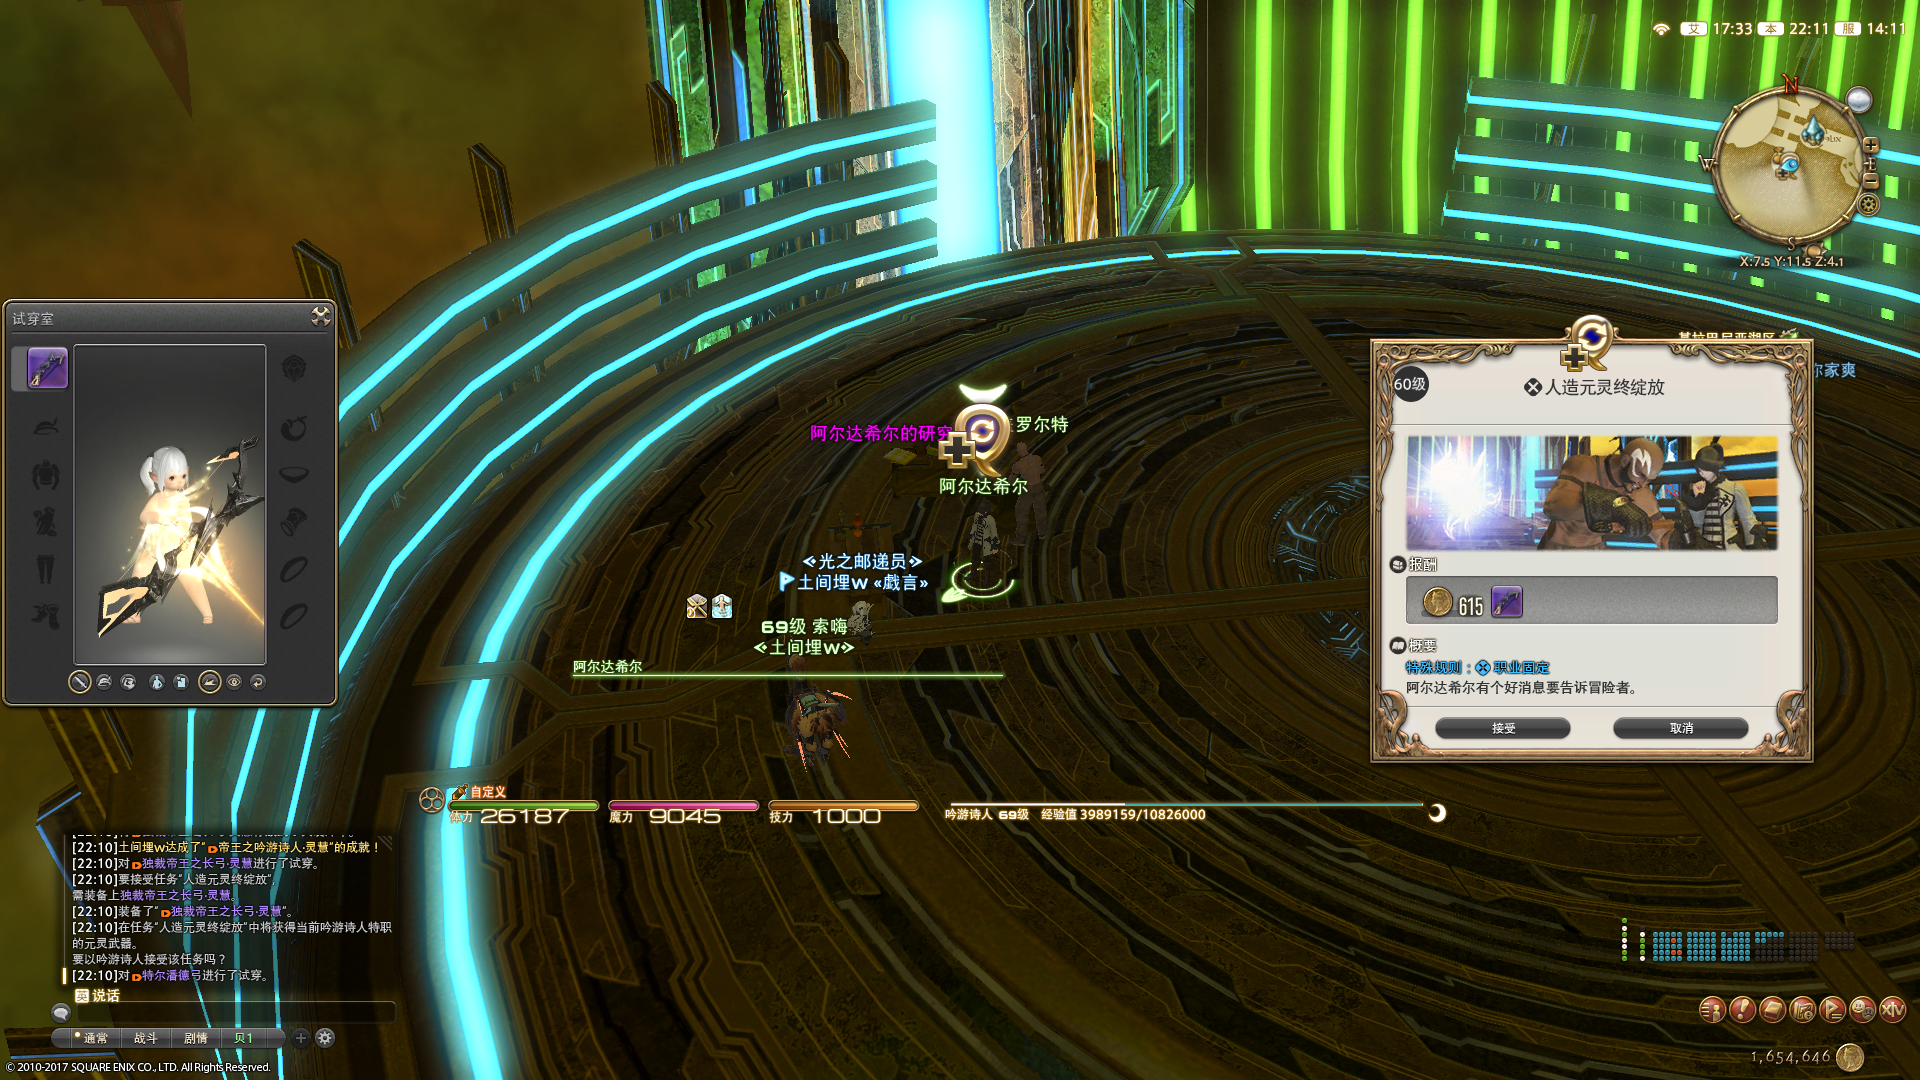 艾 17:33 本 22:11 服 14:11
N
W
E
S
X:7.5 Y:11.5 Z:4.1
试穿室
基拉巴尼亚湖区
尔家爽
60级
人造元灵终绽放
报酬
615
概要
特殊规则：职业固定
阿尔达希尔有个好消息要告诉冒险者。
接受
取消
阿尔达希尔的研究
罗尔特
阿尔达希尔
光之邮递员
土间埋w «戯言»
69级 索嗨
土间埋w
阿尔达希尔
自定义
体力 26187
魔力 9045
技力 1000
吟游诗人 69级 经验值 3989159/10826000
[22:10]土间埋w达成了“帝王之吟游诗人·灵慧”的成就！
[22:10]对独裁帝王之长弓·灵慧进行了试穿。
[22:10]要接受任务“人造元灵终绽放”，
需装备上独裁帝王之长弓·灵慧。
[22:10]装备了“独裁帝王之长弓·灵慧”。
[22:10]在任务“人造元灵终绽放”中将获得当前吟游诗人特职
的元灵武器。
要以吟游诗人接受该任务吗？
[22:10]对特尔潘德弓进行了试穿。
英 说话
通常 战斗 剧情 贝1
1,654,646
© 2010-2017 SQUARE ENIX CO., LTD. All Rights Reserved.